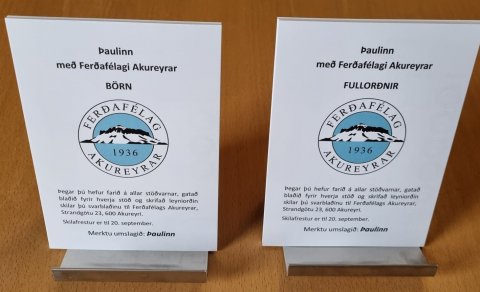 Þaulinn
með Ferðafélagi Akureyrar
BÖRN
FERÐAFÉLAG
1936
AKUREYRAR
Þegar þú hefur farið á allar stöðvarnar, gatað
blaðið fyrir hverja stöð og skrifað leyniorðin
skilar þú svarblaðinu til Ferðafélags Akureyrar,
Strandgötu 23, 600 Akureyri.
Skilafrestur er til 20. september.
Merktu umslagið: Þaulinn
Þaulinn
með Ferðafélagi Akureyrar
FULLORÐNIR
FERÐAFÉLAG
1936
AKUREYRAR
Þegar þú hefur farið á allar stöðvarnar, gatað
blaðið fyrir hverja stöð og skrifað leyniorðin
skilar þú svarblaðinu til Ferðafélags Akureyrar,
Strandgötu 23, 600 Akureyri.
Skilafrestur er til 20. september.
Merktu umslagið: Þaulinn